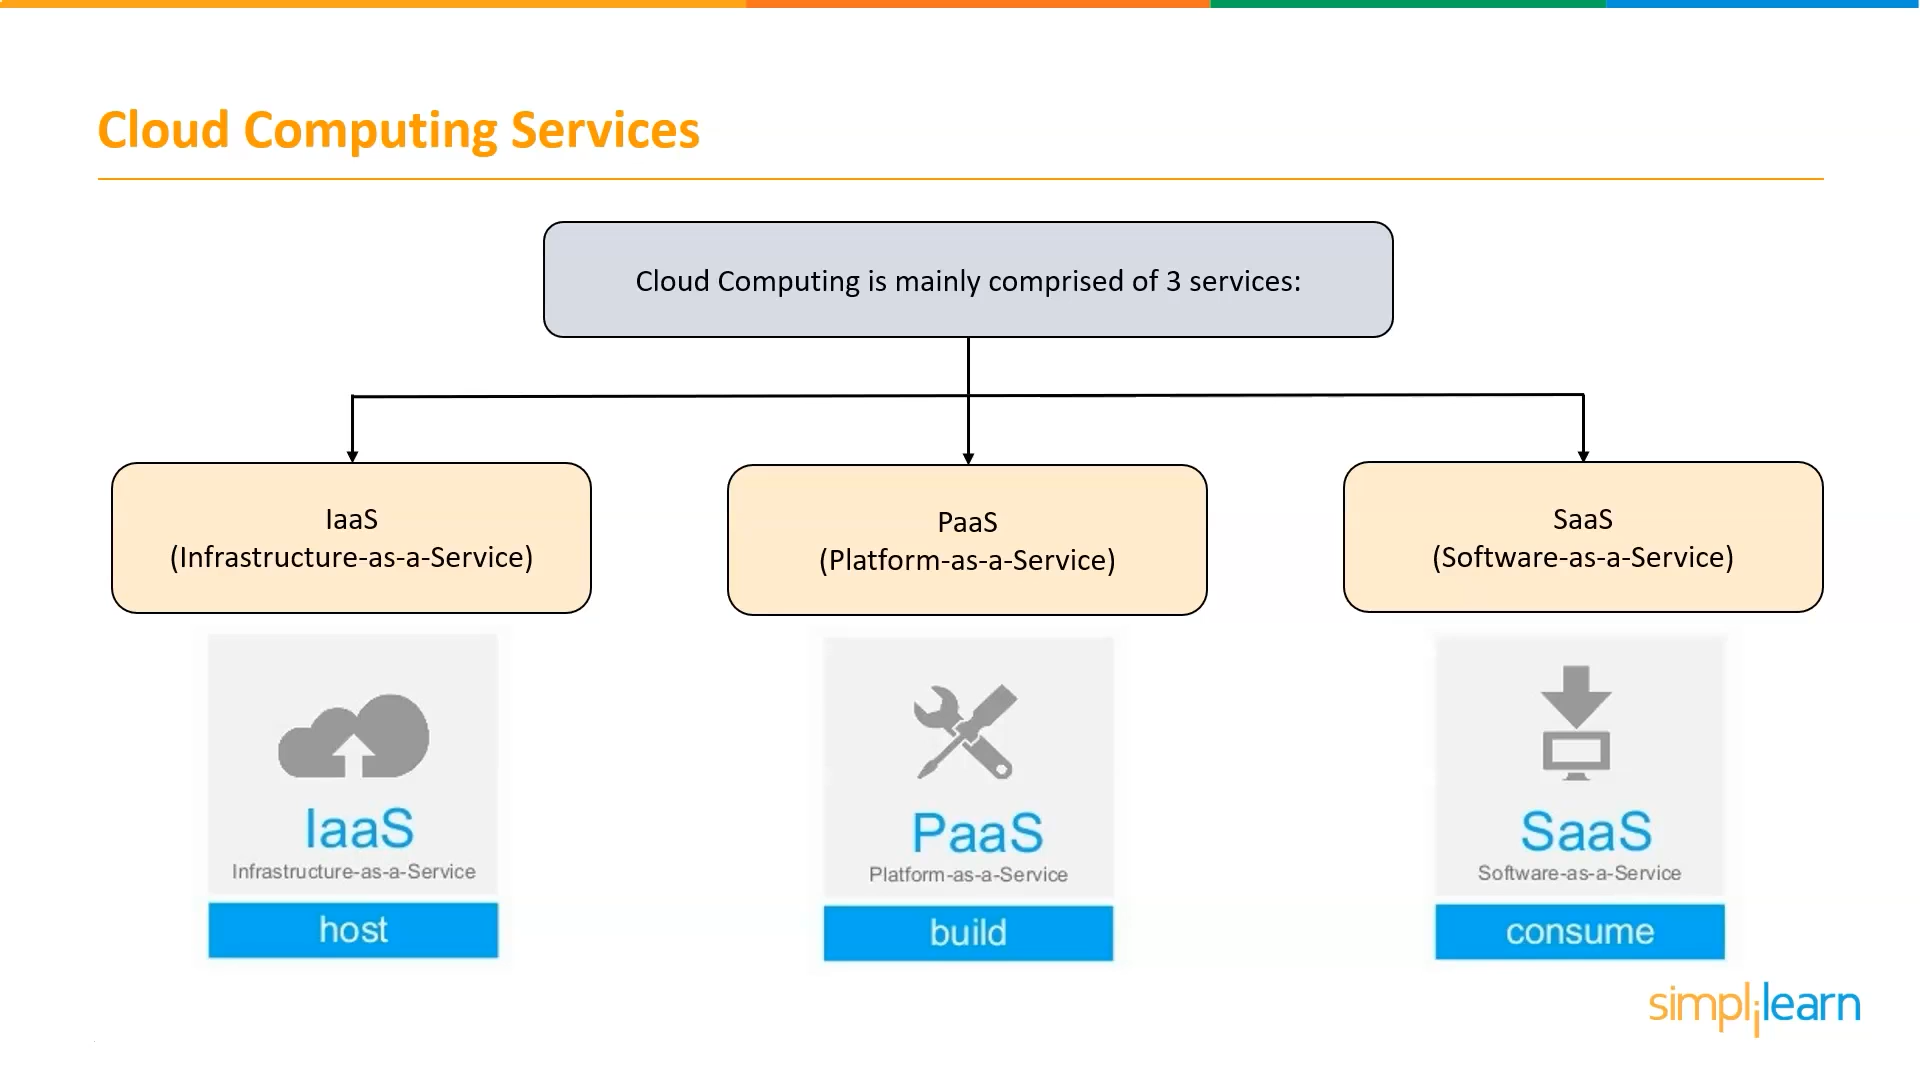 Cloud Computing Services
Cloud Computing is mainly comprised of 3 services:
IaaS
(Infrastructure-as-a-Service)
PaaS
(Platform-as-a-Service)
SaaS
(Software-as-a-Service)
IaaS
Infrastructure-as-a-Service
host
PaaS
Platform-as-a-Service
build
SaaS
Software-as-a-Service
consume
simplilearn